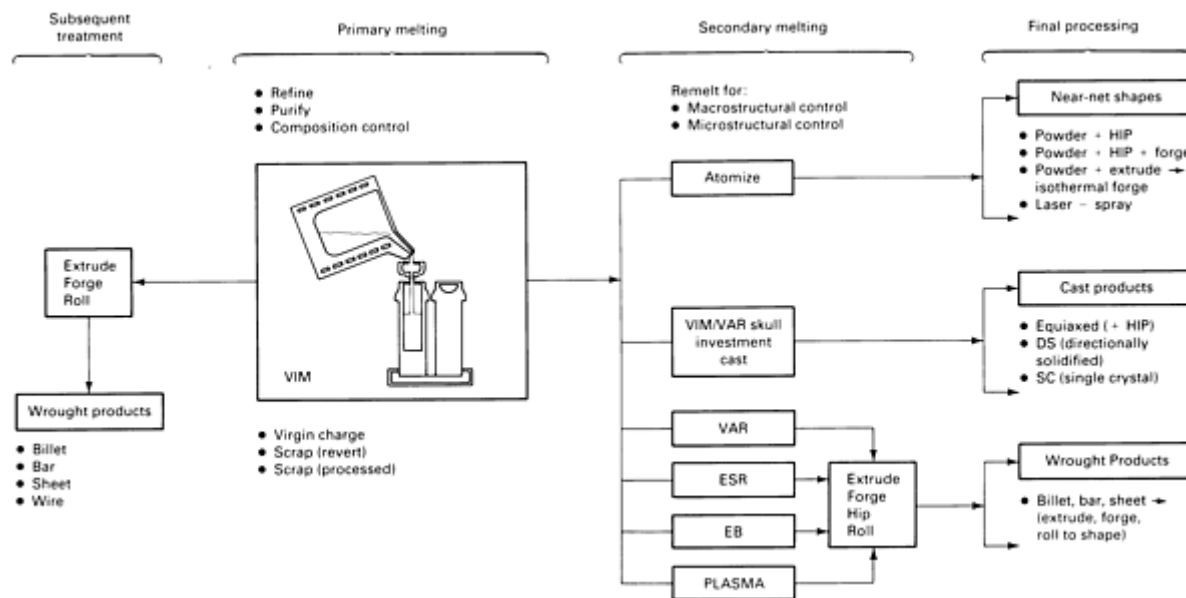 Subsequent
treatment
Primary melting
Secondary melting
Final processing
● Refine
● Purify
● Composition control
Remelt for:
● Macrostructural control
● Microstructural control
Near-net shapes
● Powder + HIP
● Powder + HIP + forge
● Powder + extrude →
isothermal forge
● Laser - spray
Atomize
Extrude
Forge
Roll
VIM
VIM/VAR skull
investment
cast
Cast products
● Equiaxed (+ HIP)
● DS (directionally
solidified)
● SC (single crystal)
Wrought products
● Billet
● Bar
● Sheet
● Wire
● Virgin charge
● Scrap (revert)
● Scrap (processed)
VAR
ESR
EB
PLASMA
Extrude
Forge
Hip
Roll
Wrought Products
● Billet, bar, sheet →
(extrude, forge,
roll to shape)